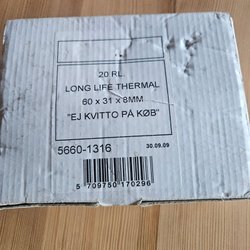 20 RL.
LONG LIFE THERMAL
60 x 31 x 8MM
"EJ KVITTO PÅ KØB"
5660-1316
30.09.09
5 709750 170296